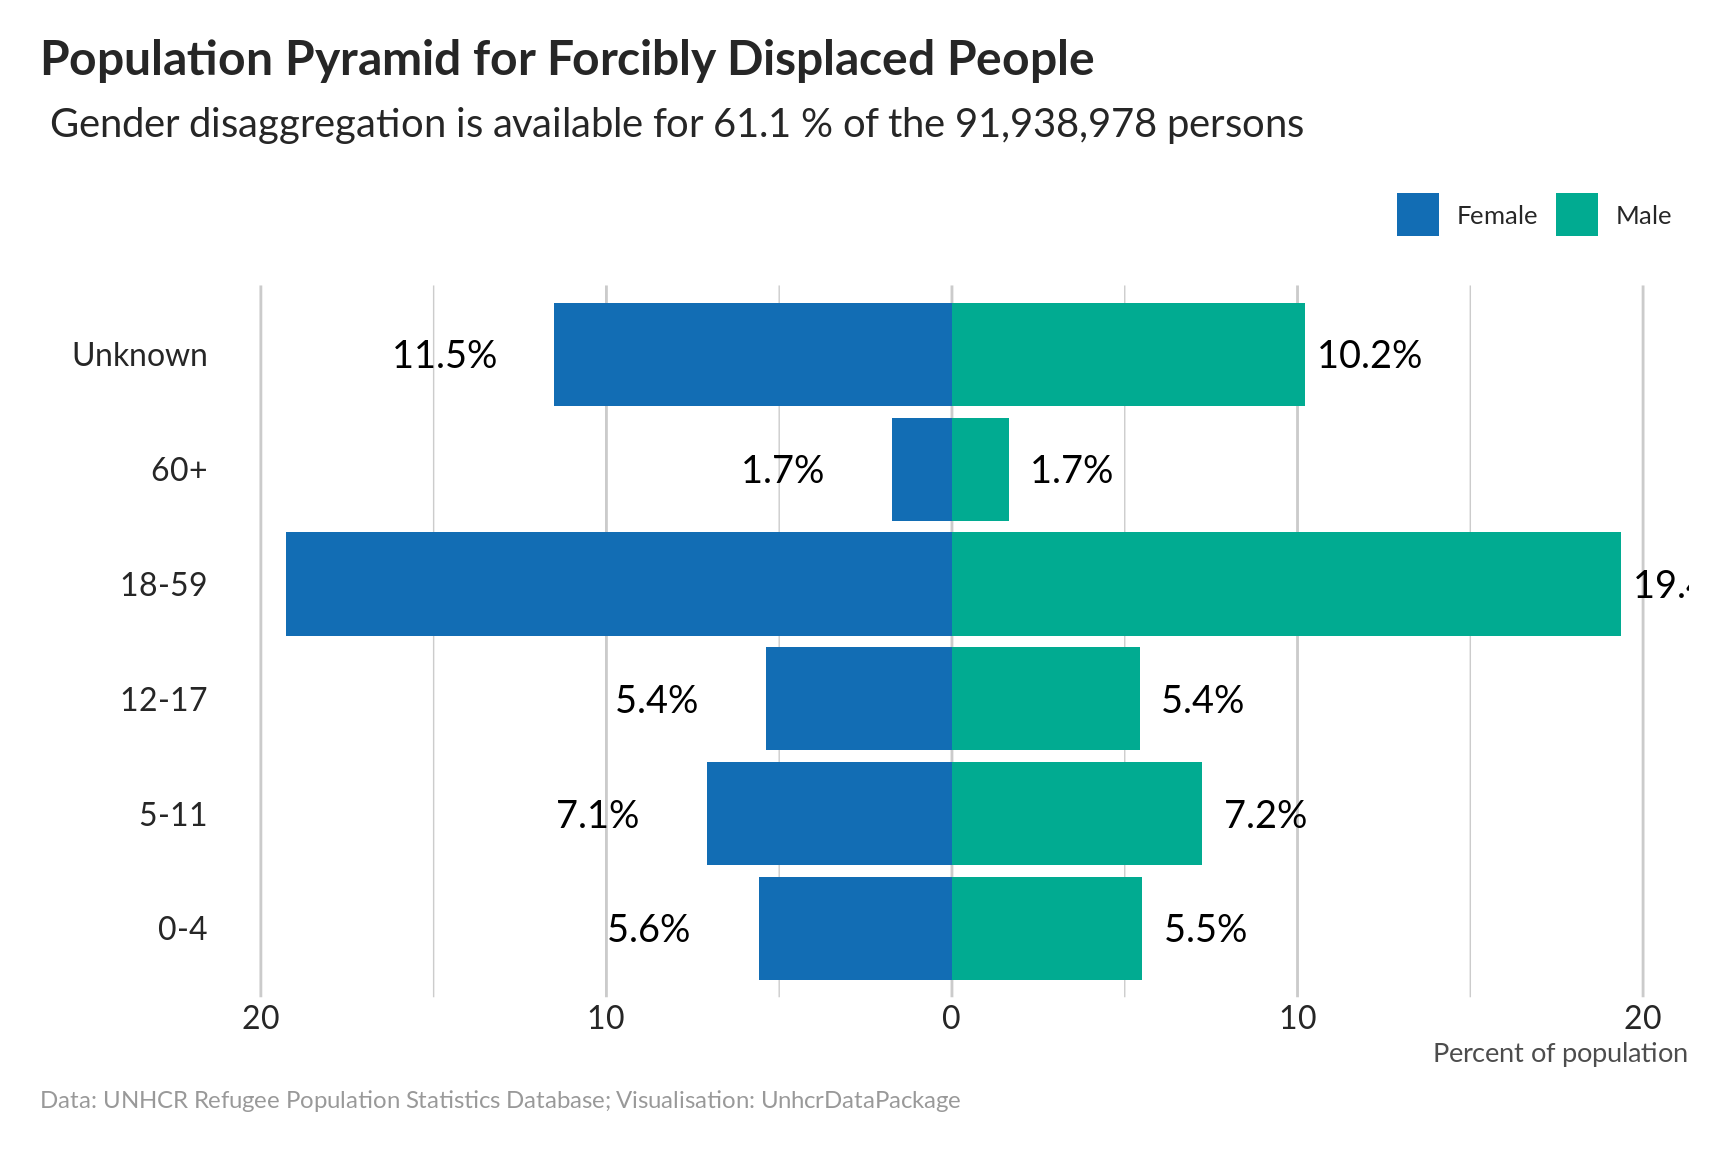 Population Pyramid for Forcibly Displaced People
Gender disaggregation is available for 61.1 % of the 91,938,978 persons
Female Male
Unknown 11.5% 10.2%
60+ 1.7% 1.7%
18-59 19.
12-17 5.4% 5.4%
5-11 7.1% 7.2%
0-4 5.6% 5.5%
20 10 0 10 20
Percent of population
Data: UNHCR Refugee Population Statistics Database; Visualisation: UnhcrDataPackage